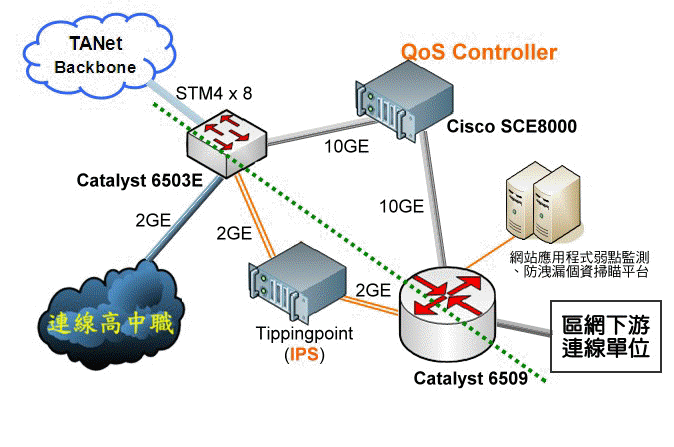 TANet
Backbone
QoS Controller
STM4 x 8
Cisco SCE8000
10GE
Catalyst 6503E
10GE
2GE
2GE
網站應用程式弱點監測
、防洩漏個資掃瞄平台
連線高中職
2GE
Tippingpoint
(IPS)
區網下游
連線單位
Catalyst 6509